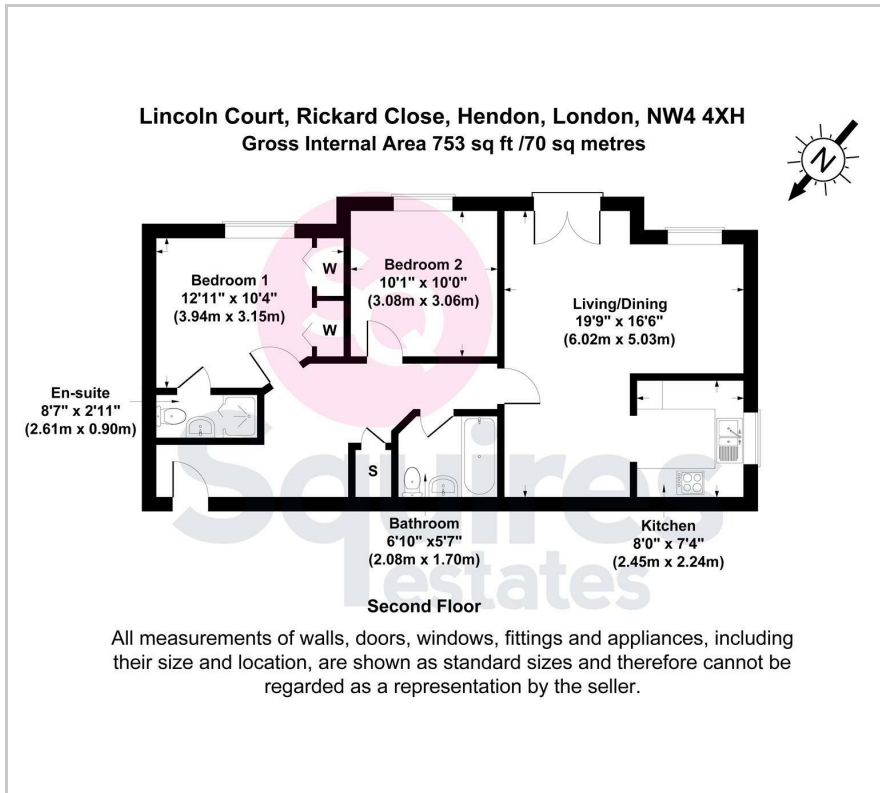 Lincoln Court, Rickard Close, Hendon, London, NW4 4XH
Gross Internal Area 753 sq ft /70 sq metres
N
Bedroom 1
12'11" x 10'4"
(3.94m x 3.15m)
W
W
Bedroom 2
10'1" x 10'0"
(3.08m x 3.06m)
Living/Dining
19'9" x 16'6"
(6.02m x 5.03m)
En-suite
8'7" x 2'11"
(2.61m x 0.90m)
S
Bathroom
6'10" x5'7"
(2.08m x 1.70m)
Kitchen
8'0" x 7'4"
(2.45m x 2.24m)
SQ
Squires
estates
Second Floor
All measurements of walls, doors, windows, fittings and appliances, including
their size and location, are shown as standard sizes and therefore cannot be
regarded as a representation by the seller.